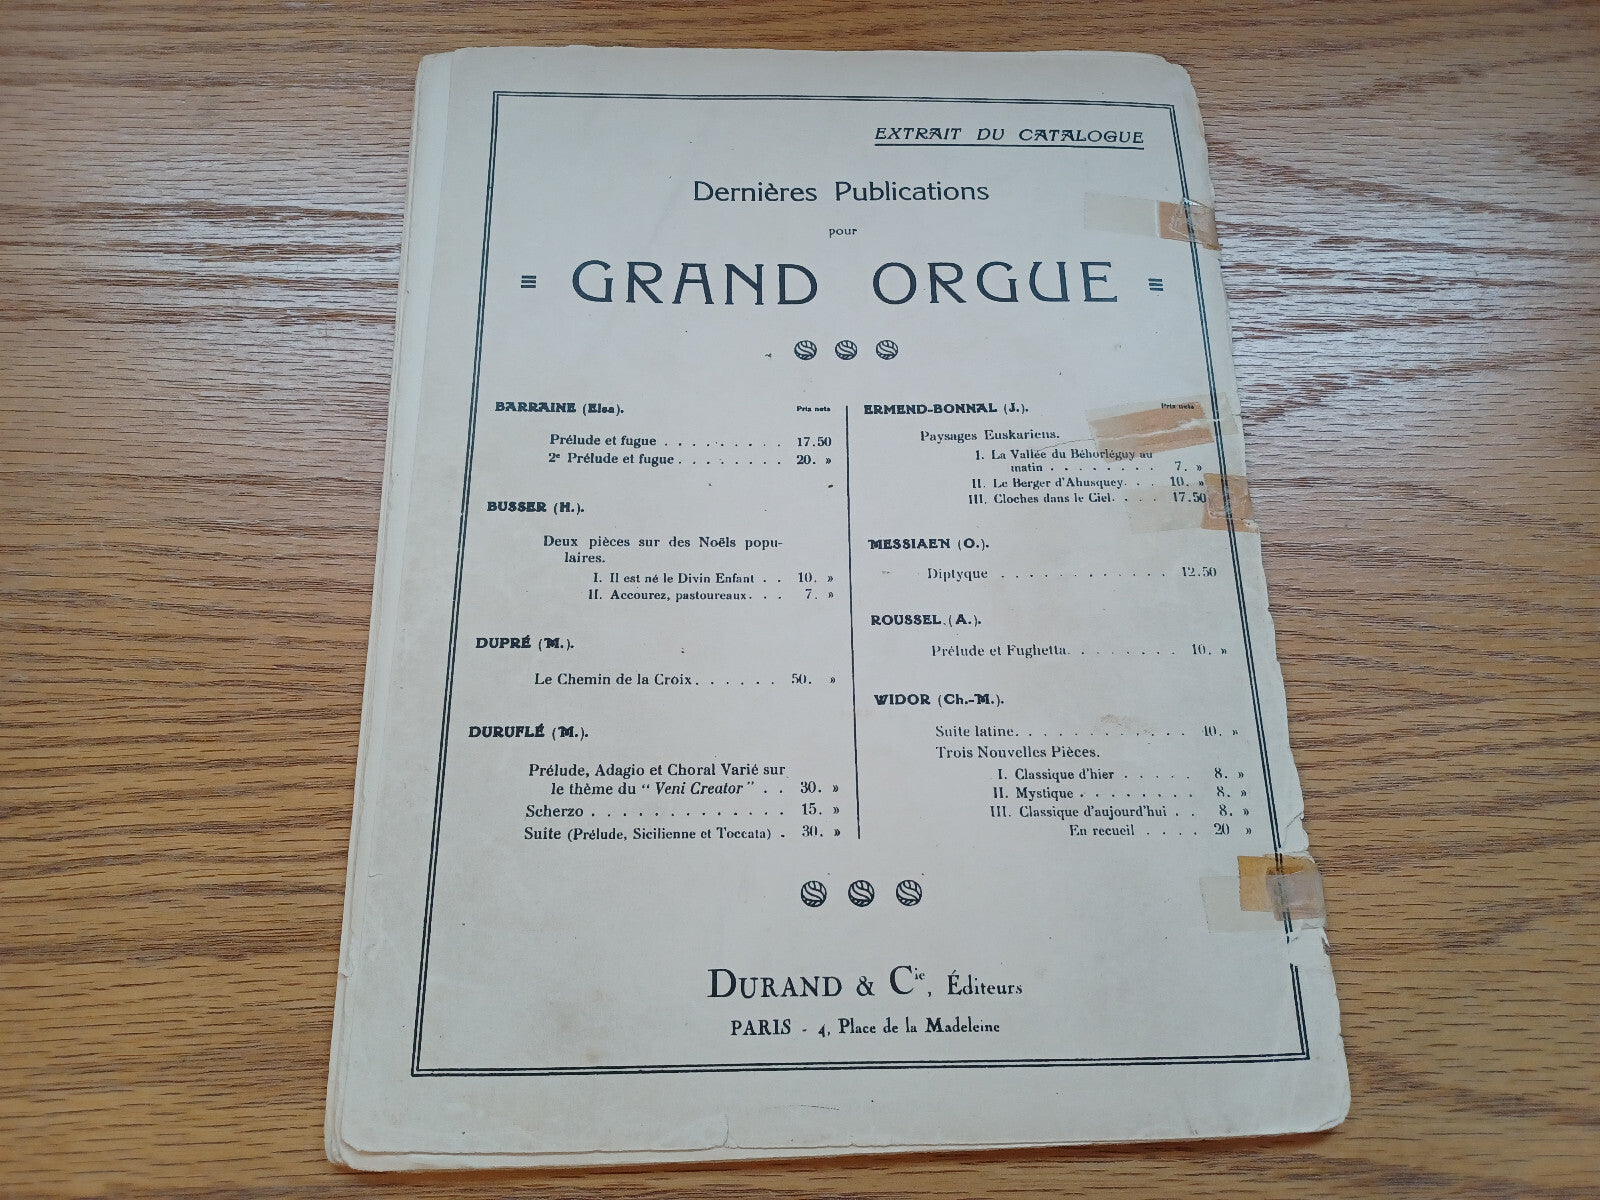 EXTRAIT DU CATALOGUE
Dernières Publications
pour
GRAND ORGUE
BARRAINE (Elsa). Prix nets
Prélude et fugue . . . . . . . . . 17.50
2e Prélude et fugue . . . . . . . . 20. »
BUSSER (H.).
Deux pièces sur des Noëls popu-
laires.
I. Il est né le Divin Enfant . . 10. »
II. Accourez, pastoureaux. . . 7. »
DUPRÉ (M.).
Le Chemin de la Croix. . . . . . 50. »
DURUFLÉ (M.).
Prélude, Adagio et Choral Varié sur
le thème du “ Veni Creator ” . . 30. »
Scherzo . . . . . . . . . . . . . 15. »
Suite (Prélude, Sicilienne et Toccata) . 30. »
ERMEND-BONNAL (J.). Prix nets
Paysages Euskariens.
I. La Vallée du Béhorléguy au
matin . . . . . . . . 7. »
II. Le Berger d'Ahusquey. . . 10. »
III. Cloches dans le Ciel. . . . 17.50
MESSIAEN (O.).
Diptyque . . . . . . . . . . . . 12.50
ROUSSEL (A.).
Prélude et Fughetta. . . . . . . . 10. »
WIDOR (Ch.-M.).
Suite latine. . . . . . . . . . . . 40. »
Trois Nouvelles Pièces.
I. Classique d'hier . . . . . 8. »
II. Mystique . . . . . . . . 8. »
III. Classique d'aujourd'hui . . 8. »
En recueil . . . . 20 »
DURAND & Cie, Éditeurs
PARIS - 4, Place de la Madeleine